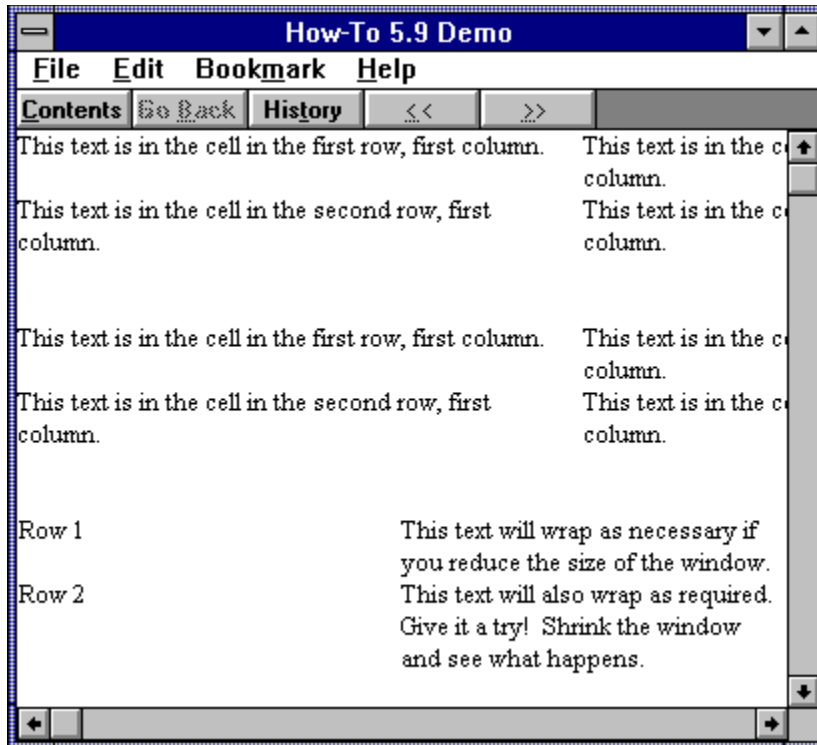 How-To 5.9 Demo
File Edit Bookmark Help
Contents Go Back History << >>
This text is in the cell in the first row, first column. This text is in the
column.
This text is in the cell in the second row, first This text is in the
column. column.
This text is in the cell in the first row, first column. This text is in the
column.
This text is in the cell in the second row, first This text is in the
column. column.
Row 1 This text will wrap as necessary if
you reduce the size of the window.
Row 2 This text will also wrap as required.
Give it a try! Shrink the window
and see what happens.